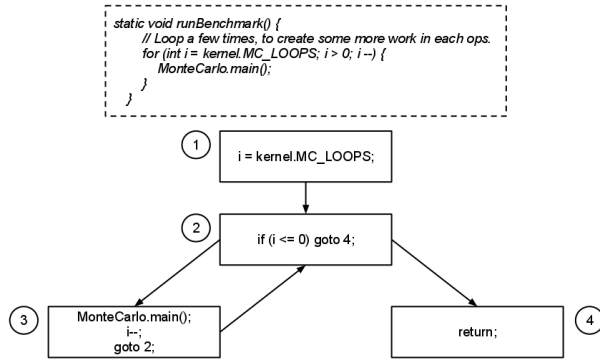 static void runBenchmark() {
// Loop a few times, to create some more work in each ops.
for (int i = kernel.MC_LOOPS; i > 0; i --) {
MonteCarlo.main();
}
}
1
i = kernel.MC_LOOPS;
2
if (i <= 0) goto 4;
3
MonteCarlo.main();
i--;
goto 2;
return;
4